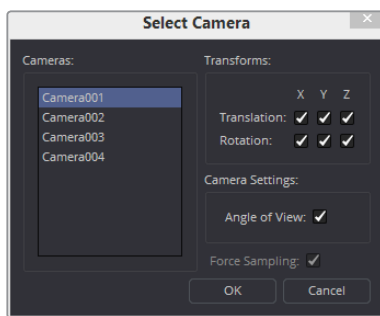 Select Camera
Cameras:
Camera001
Camera002
Camera003
Camera004
Transforms:
X Y Z
Translation:
Rotation:
Camera Settings:
Angle of View:
Force Sampling:
OK Cancel